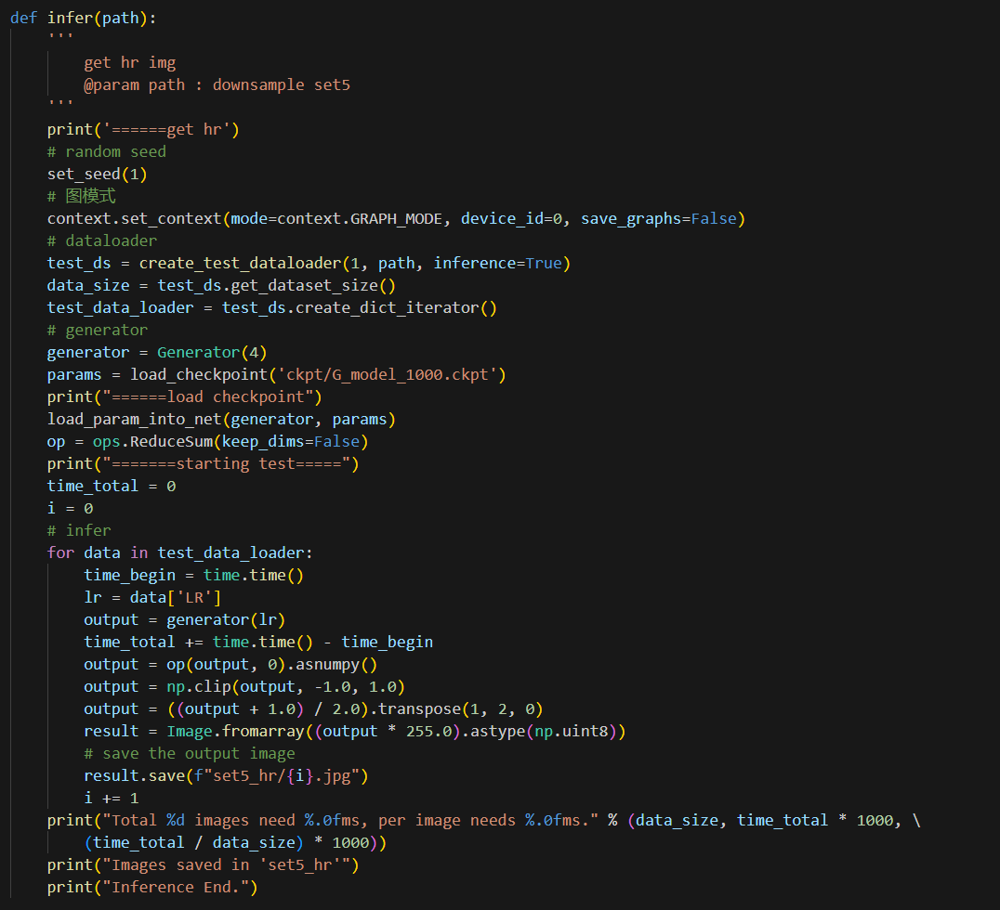 def infer(path):
    '''
        get hr img
        @param path : downsample set5
    '''
    print('======get hr')
    # random seed
    set_seed(1)
    # 图模式
    context.set_context(mode=context.GRAPH_MODE, device_id=0, save_graphs=False)
    # dataloader
    test_ds = create_test_dataloader(1, path, inference=True)
    data_size = test_ds.get_dataset_size()
    test_data_loader = test_ds.create_dict_iterator()
    # generator
    generator = Generator(4)
    params = load_checkpoint('ckpt/G_model_1000.ckpt')
    print("======load checkpoint")
    load_param_into_net(generator, params)
    op = ops.ReduceSum(keep_dims=False)
    print("=======starting test=====")
    time_total = 0
    i = 0
    # infer
    for data in test_data_loader:
        time_begin = time.time()
        lr = data['LR']
        output = generator(lr)
        time_total += time.time() - time_begin
        output = op(output, 0).asnumpy()
        output = np.clip(output, -1.0, 1.0)
        output = ((output + 1.0) / 2.0).transpose(1, 2, 0)
        result = Image.fromarray((output * 255.0).astype(np.uint8))
        # save the output image
        result.save(f"set5_hr/{i}.jpg")
        i += 1
    print("Total %d images need %.0fms, per image needs %.0fms." % (data_size, time_total * 1000, \
        (time_total / data_size) * 1000))
    print("Images saved in 'set5_hr'")
    print("Inference End.")